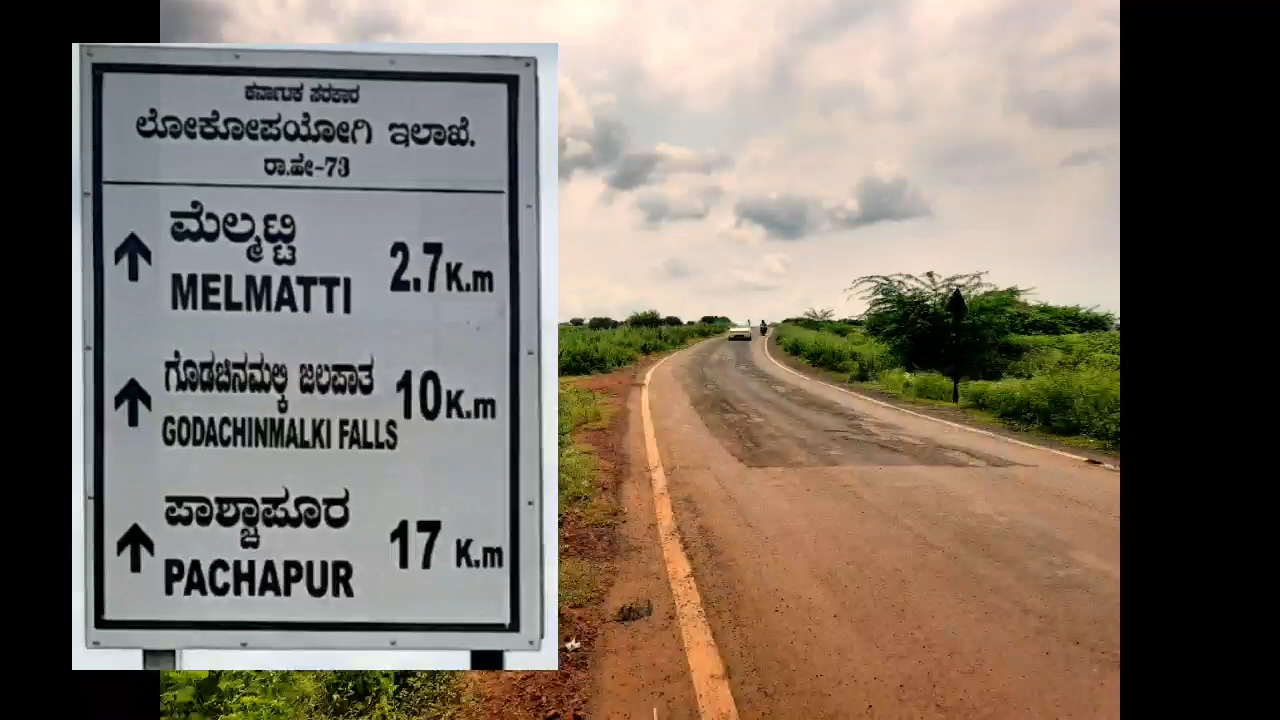 ಕರ್ನಾಟಕ ಸರಕಾರ
ಲೋಕೋಪಯೋಗಿ ಇಲಾಖೆ.
ರಾ.ಹೇ-73
ಮೆಲ್ಮಟ್ಟಿ
2.7 K.m
MELMATTI
ಗೊಡಚಿನಮಲ್ಕಿ ಜಲಪಾತ
10 K.m
GODACHINMALKI FALLS
ಪಾಶ್ಚಾಪೂರ
17 K.m
PACHAPUR